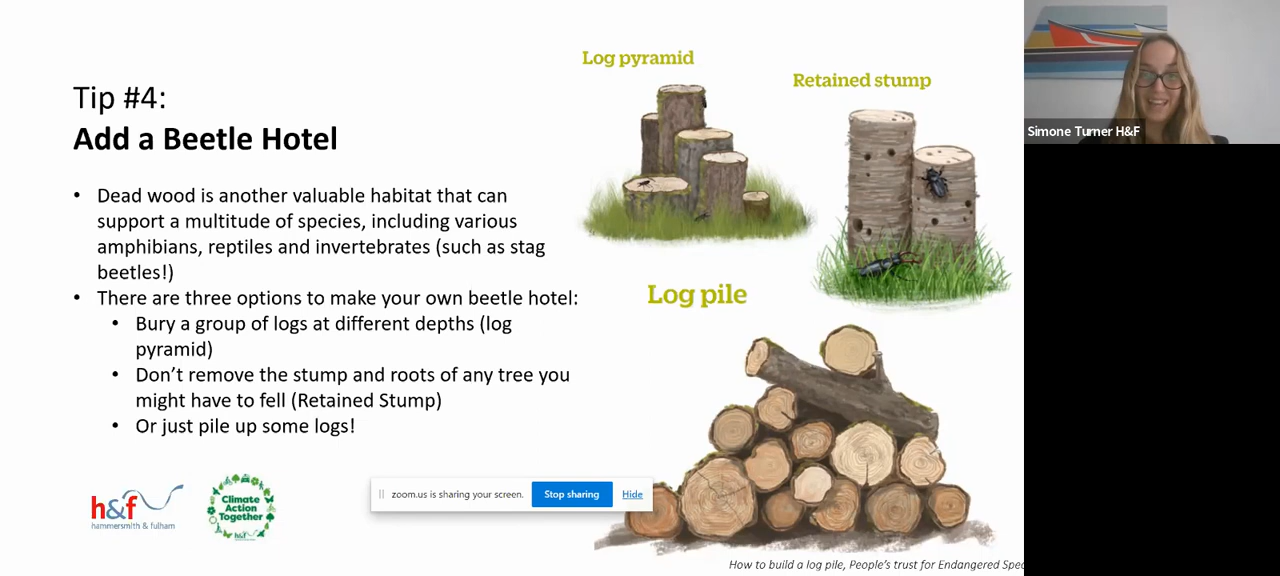 Tip #4:
Add a Beetle Hotel
• Dead wood is another valuable habitat that can
support a multitude of species, including various
amphibians, reptiles and invertebrates (such as stag
beetles!)
• There are three options to make your own beetle hotel:
• Bury a group of logs at different depths (log
pyramid)
• Don’t remove the stump and roots of any tree you
might have to fell (Retained Stump)
• Or just pile up some logs!
Log pyramid
Retained stump
Log pile
Simone Turner H&F
h&f
hammersmith & fulham
Climate
Action
Together
h&f
zoom.us is sharing your screen.
Stop sharing
Hide
How to build a log pile, People’s trust for Endangered Spec